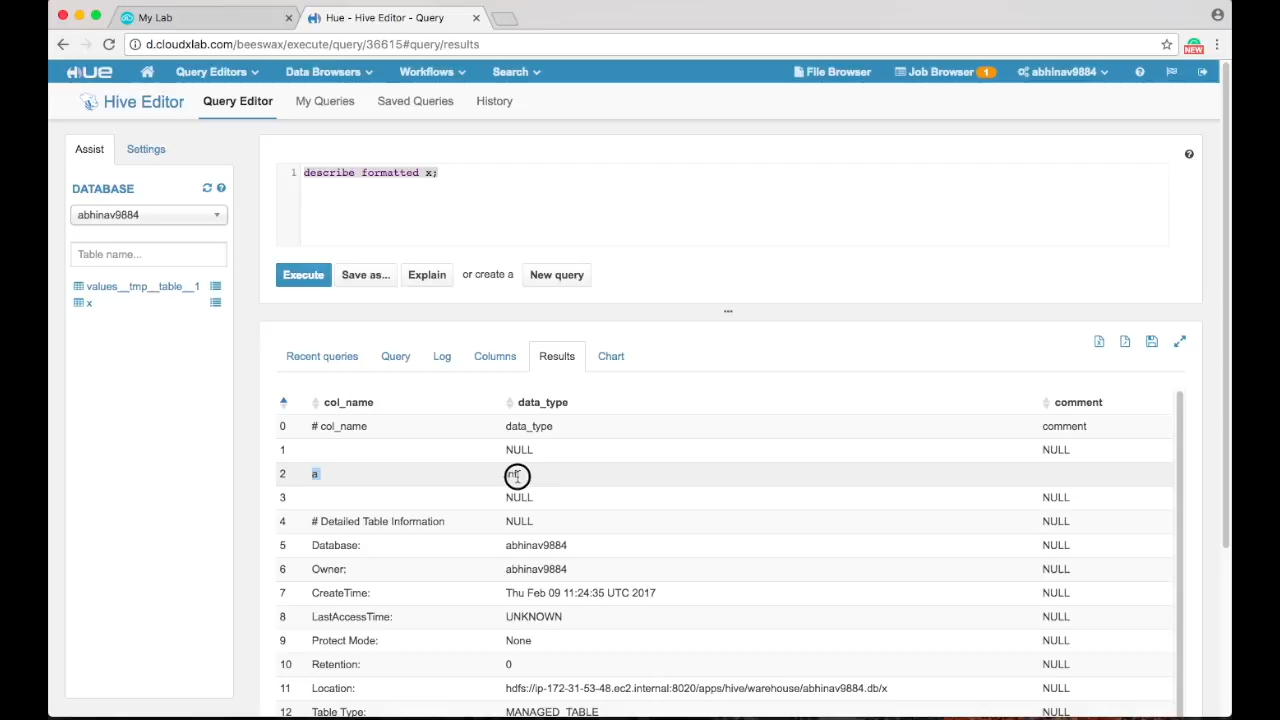 My Lab
Hue - Hive Editor - Query
d.cloudxlab.com/beeswax/execute/query/36615#query/results
NEW
HUE Query Editors Data Browsers Workflows Search File Browser Job Browser 1 abhinav9884
Hive Editor Query Editor My Queries Saved Queries History
Assist Settings
DATABASE
abhinav9884
Table name...
values__tmp__table__1
x
1 describe formatted x;
Execute Save as... Explain or create a New query
Recent queries Query Log Columns Results Chart
col_name data_type comment
0 # col_name data_type comment
1 NULL NULL
2 a
3 NULL NULL
4 # Detailed Table Information NULL NULL
5 Database: abhinav9884 NULL
6 Owner: abhinav9884 NULL
7 CreateTime: Thu Feb 09 11:24:35 UTC 2017 NULL
8 LastAccessTime: UNKNOWN NULL
9 Protect Mode: None NULL
10 Retention: 0 NULL
11 Location: hdfs://ip-172-31-53-48.ec2.internal:8020/apps/hive/warehouse/abhinav9884.db/x NULL
12 Table Type: MANAGED_TABLE NULL